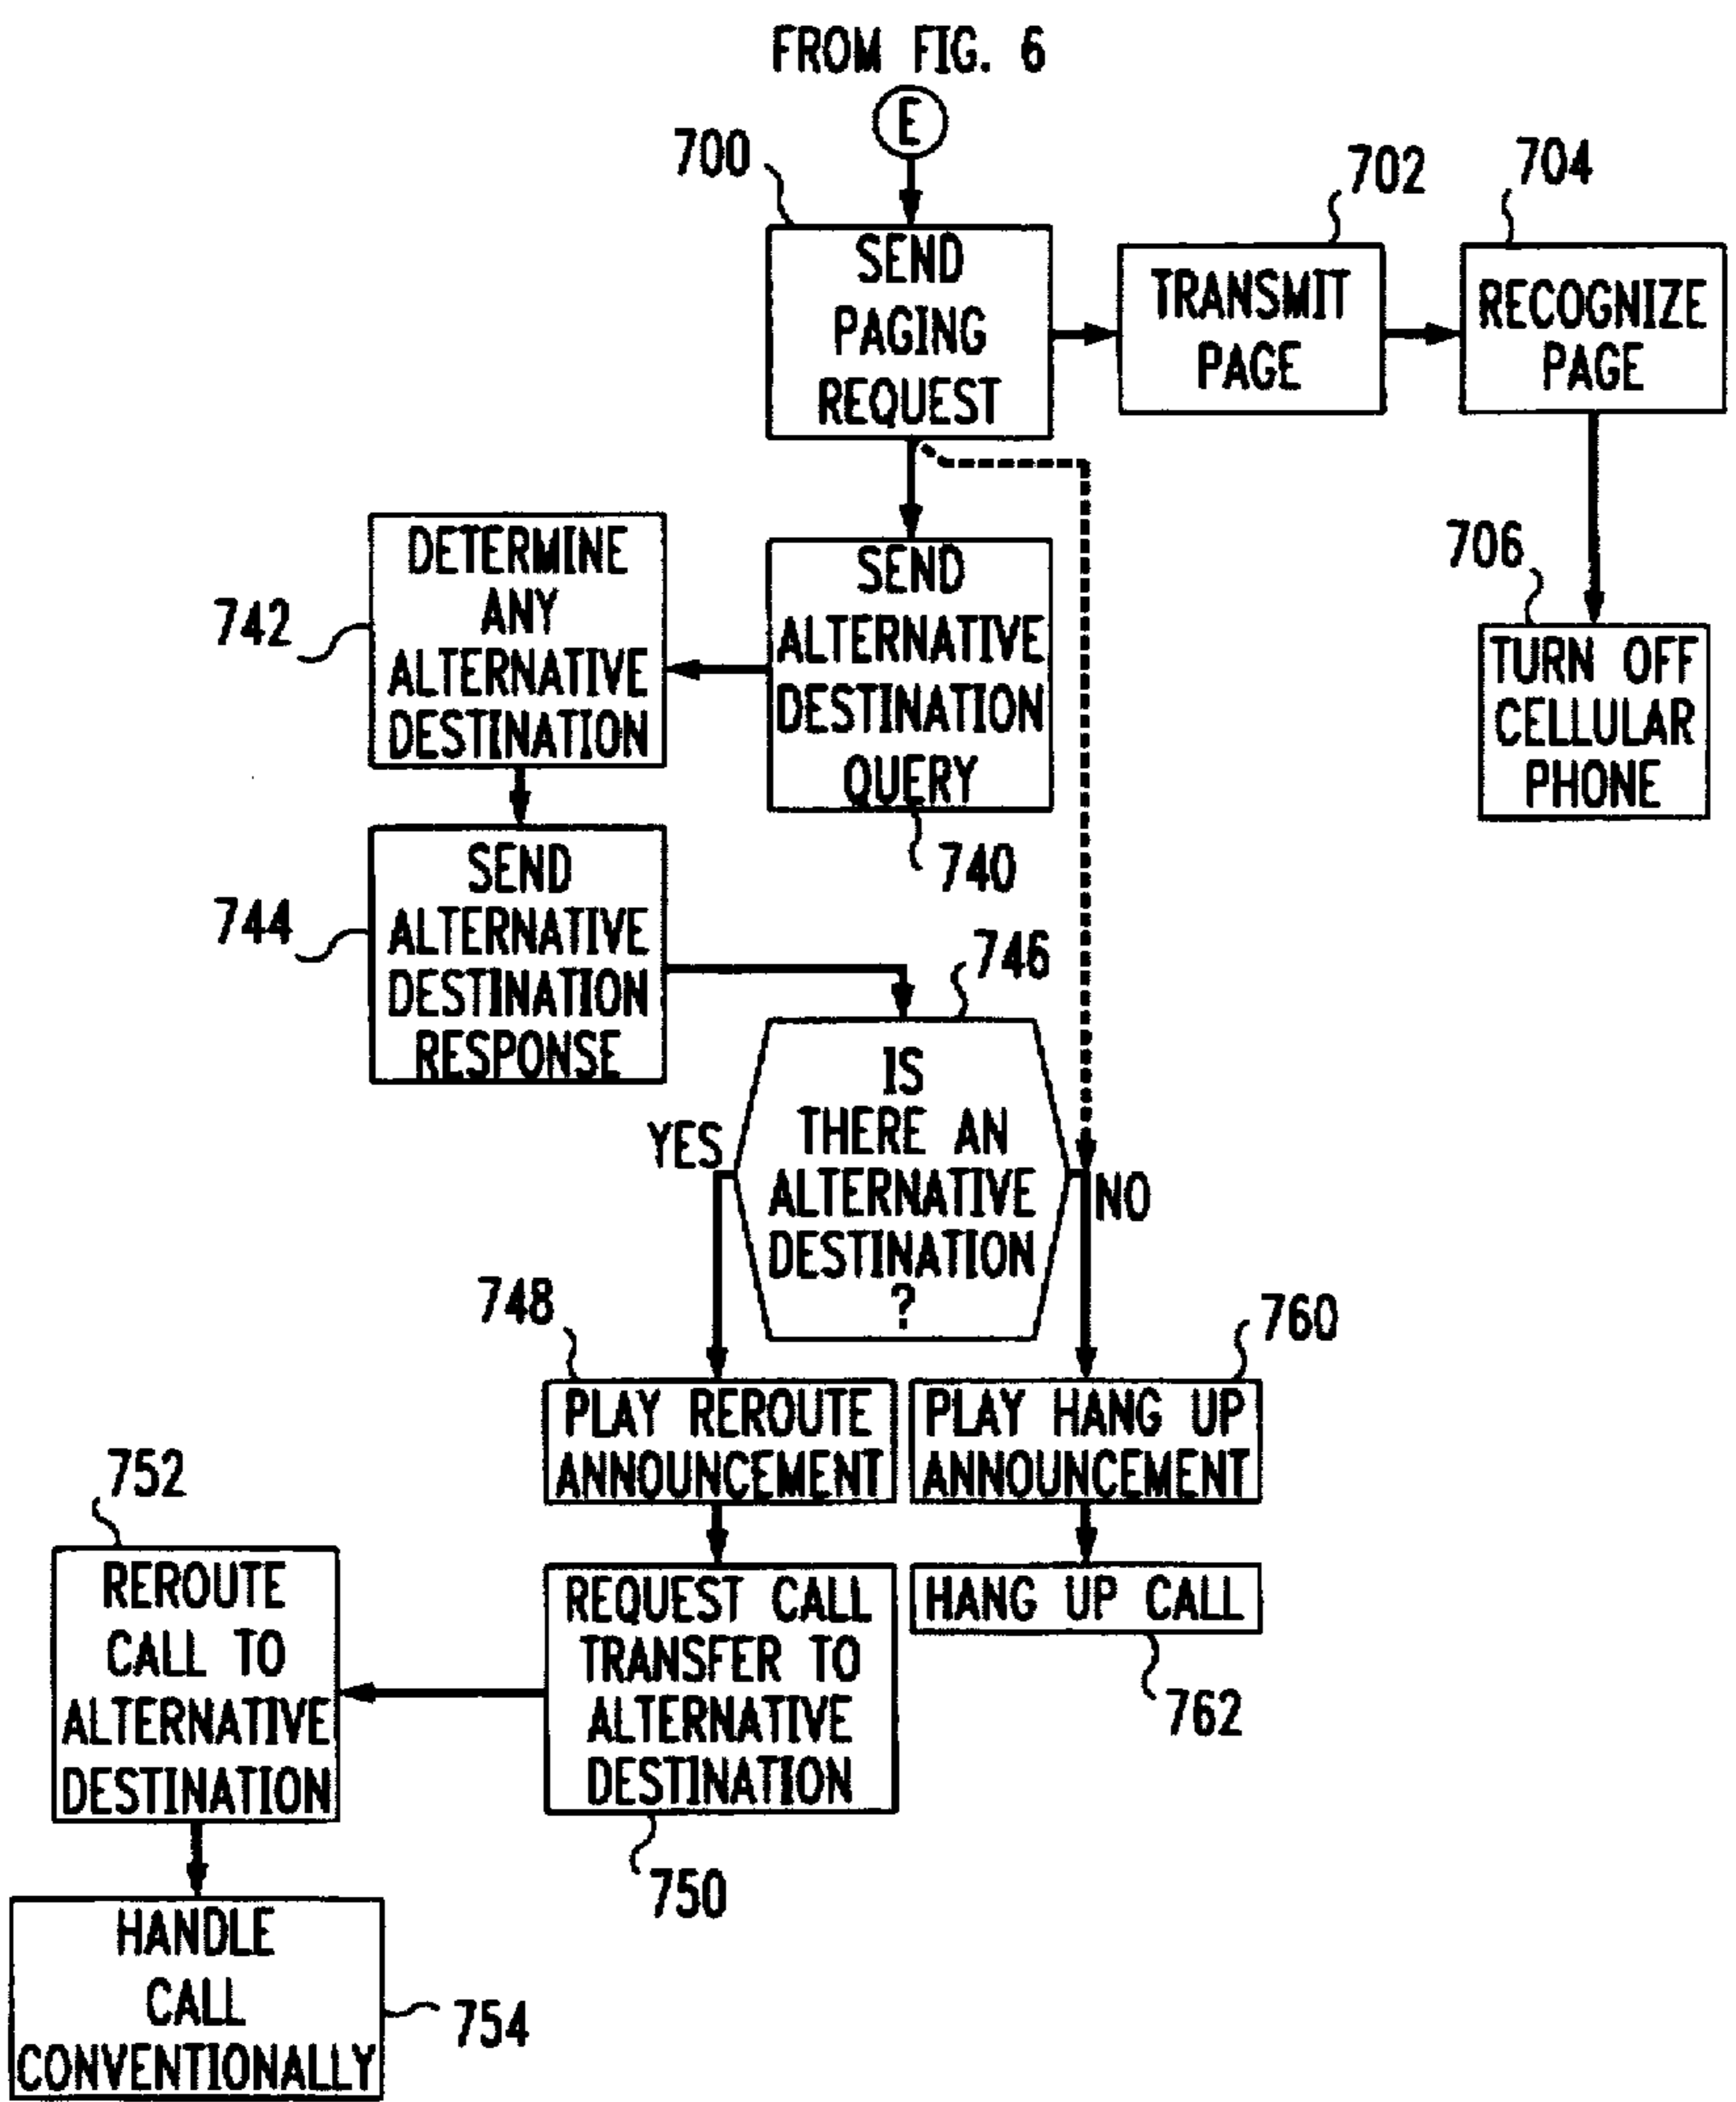 FROM FIG. 6
E
700
SEND
PAGING
REQUEST
702
TRANSMIT
PAGE
704
RECOGNIZE
PAGE
706
TURN OFF
CELLULAR
PHONE
742
DETERMINE
ANY
ALTERNATIVE
DESTINATION
SEND
ALTERNATIVE
DESTINATION
QUERY
740
744
SEND
ALTERNATIVE
DESTINATION
RESPONSE
746
IS
THERE AN
ALTERNATIVE
DESTINATION
?
YES
NO
748
PLAY REROUTE
ANNOUNCEMENT
760
PLAY HANG UP
ANNOUNCEMENT
752
REROUTE
CALL TO
ALTERNATIVE
DESTINATION
REQUEST CALL
TRANSFER TO
ALTERNATIVE
DESTINATION
750
HANG UP CALL
762
HANDLE
CALL
CONVENTIONALLY
754